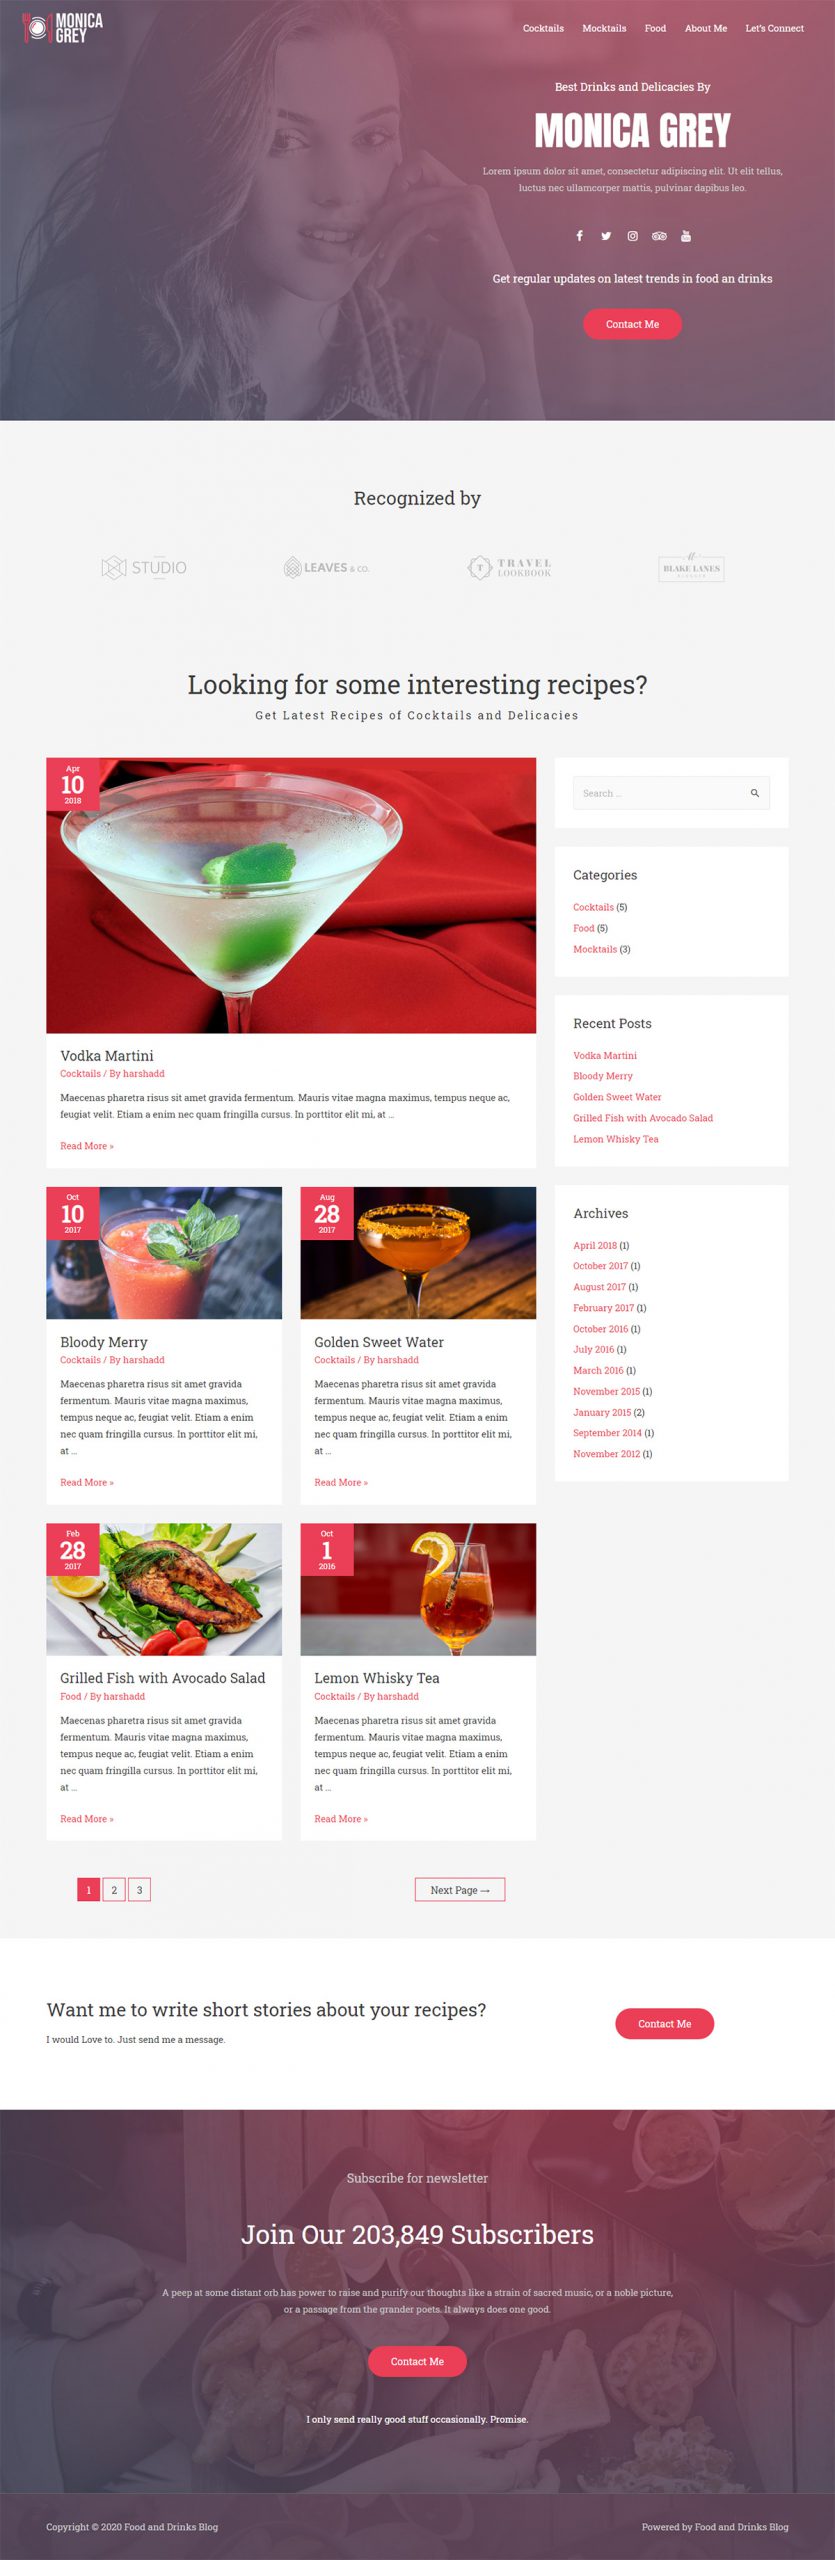 MONICA
GREY
Cocktails Mocktails Food About Me Let's Connect
Best Drinks and Delicacies By
MONICA GREY
Lorem ipsum dolor sit amet, consectetur adipiscing elit. Ut elit tellus,
luctus nec ullamcorper mattis, pulvinar dapibus leo.
Get regular updates on latest trends in food an drinks
Contact Me
Recognized by
STUDIO
LEAVES & CO.
T
TRAVEL
LOOKBOOK
M
BLAKE LANES
Looking for some interesting recipes?
Get Latest Recipes of Cocktails and Delicacies
Apr
10
2018
Vodka Martini
Cocktails / By harshadd
Maecenas pharetra risus sit amet gravida fermentum. Mauris vitae magna maximus, tempus neque ac,
feugiat velit. Etiam a enim nec quam fringilla cursus. In porttitor elit mi, at ...
Read More »
Oct
10
2017
Bloody Merry
Cocktails / By harshadd
Maecenas pharetra risus sit amet gravida
fermentum. Mauris vitae magna maximus,
tempus neque ac, feugiat velit. Etiam a enim
nec quam fringilla cursus. In porttitor elit mi,
at ...
Read More »
Aug
28
2017
Golden Sweet Water
Cocktails / By harshadd
Maecenas pharetra risus sit amet gravida
fermentum. Mauris vitae magna maximus,
tempus neque ac, feugiat velit. Etiam a enim
nec quam fringilla cursus. In porttitor elit mi,
at ...
Read More »
Feb
28
2017
Grilled Fish with Avocado Salad
Food / By harshadd
Maecenas pharetra risus sit amet gravida
fermentum. Mauris vitae magna maximus,
tempus neque ac, feugiat velit. Etiam a enim
nec quam fringilla cursus. In porttitor elit mi,
at ...
Read More »
Oct
1
2016
Lemon Whisky Tea
Cocktails / By harshadd
Maecenas pharetra risus sit amet gravida
fermentum. Mauris vitae magna maximus,
tempus neque ac, feugiat velit. Etiam a enim
nec quam fringilla cursus. In porttitor elit mi,
at ...
Read More »
1 2 3
Next Page →
Search ...
Categories
Cocktails (5)
Food (5)
Mocktails (3)
Recent Posts
Vodka Martini
Bloody Merry
Golden Sweet Water
Grilled Fish with Avocado Salad
Lemon Whisky Tea
Archives
April 2018 (1)
October 2017 (1)
August 2017 (1)
February 2017 (1)
October 2016 (1)
July 2016 (1)
March 2016 (1)
November 2015 (1)
January 2015 (2)
September 2014 (1)
November 2012 (1)
Want me to write short stories about your recipes?
I would Love to. Just send me a message.
Contact Me
Subscribe for newsletter
Join Our 203,849 Subscribers
A peep at some distant orb has power to raise and purify our thoughts like a strain of sacred music, or a noble picture,
or a passage from the grander poets. It always does one good.
Contact Me
I only send really good stuff occasionally. Promise.
Copyright © 2020 Food and Drinks Blog
Powered by Food and Drinks Blog